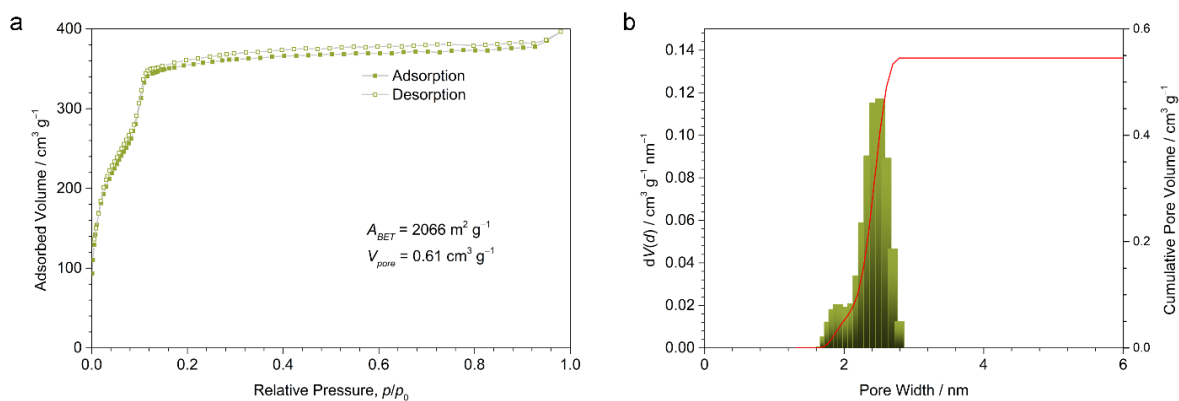 a
400
300
200
100
0
0.0 0.2 0.4 0.6 0.8 1.0
Adsorbed Volume / cm³ g⁻¹
Relative Pressure, p/p₀
Adsorption
Desorption
A_BET = 2066 m² g⁻¹
V_pore = 0.61 cm³ g⁻¹
b
0.14
0.12
0.10
0.08
0.06
0.04
0.02
0.00
dV(d) / cm³ g⁻¹ nm⁻¹
0 2 4 6
Pore Width / nm
0.6
0.4
0.2
0.0
Cumulative Pore Volume / cm³ g⁻¹